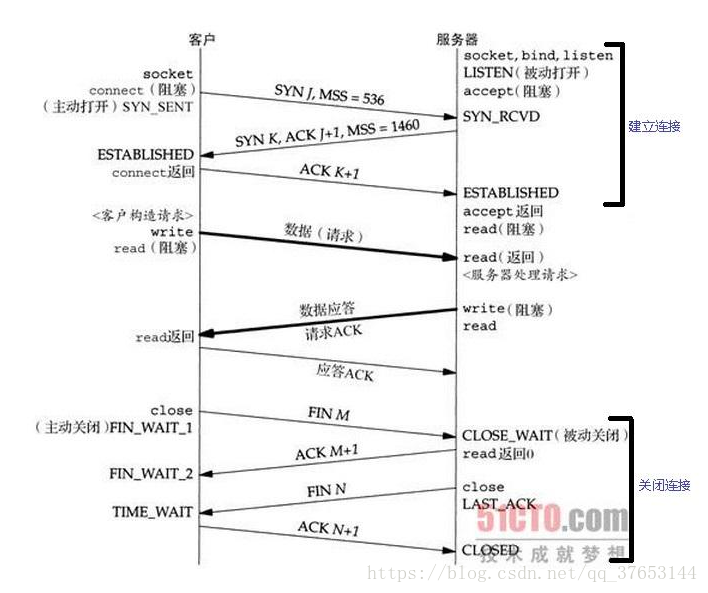 客户
服务器
socket, bind, listen
LISTEN(被动打开)
accept(阻塞)
socket
connect(阻塞)
(主动打开) SYN_SENT
SYN J, MSS = 536
SYN_RCVD
建立连接
SYN K, ACK J+1, MSS = 1460
ESTABLISHED
connect返回
ACK K+1
ESTABLISHED
accept返回
read(阻塞)
<客户构造请求>
write
read(阻塞)
数据(请求)
read(返回)
<服务器处理请求>
write(阻塞)
read
数据应答
请求ACK
read返回
应答ACK
close
(主动关闭)FIN_WAIT_1
FIN M
CLOSE_WAIT(被动关闭)
read返回0
ACK M+1
FIN_WAIT_2
close
LAST_ACK
关闭连接
FIN N
TIME_WAIT
ACK N+1
CLOSED
51CTO.com
技术成就梦想
https://blog.csdn.net/qq_37653144